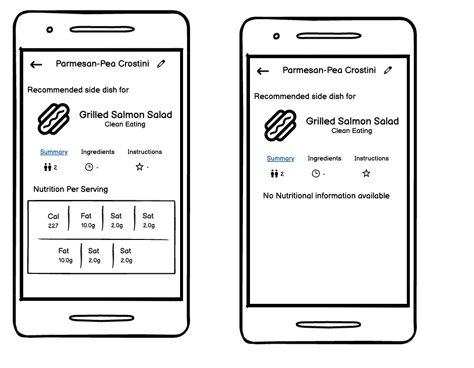 Parmesan-Pea Crostini
Recommended side dish for
Grilled Salmon Salad
Clean Eating
Summary Ingredients Instructions
2 - -
Nutrition Per Serving
Cal Fat Sat Sat
227 10.0g 2.0g 2.0g
Fat Sat Sat
10.0g 2.0g 2.0g
Parmesan-Pea Crostini
Recommended side dish for
Grilled Salmon Salad
Clean Eating
Summary Ingredients Instructions
2 -
No Nutritional information available